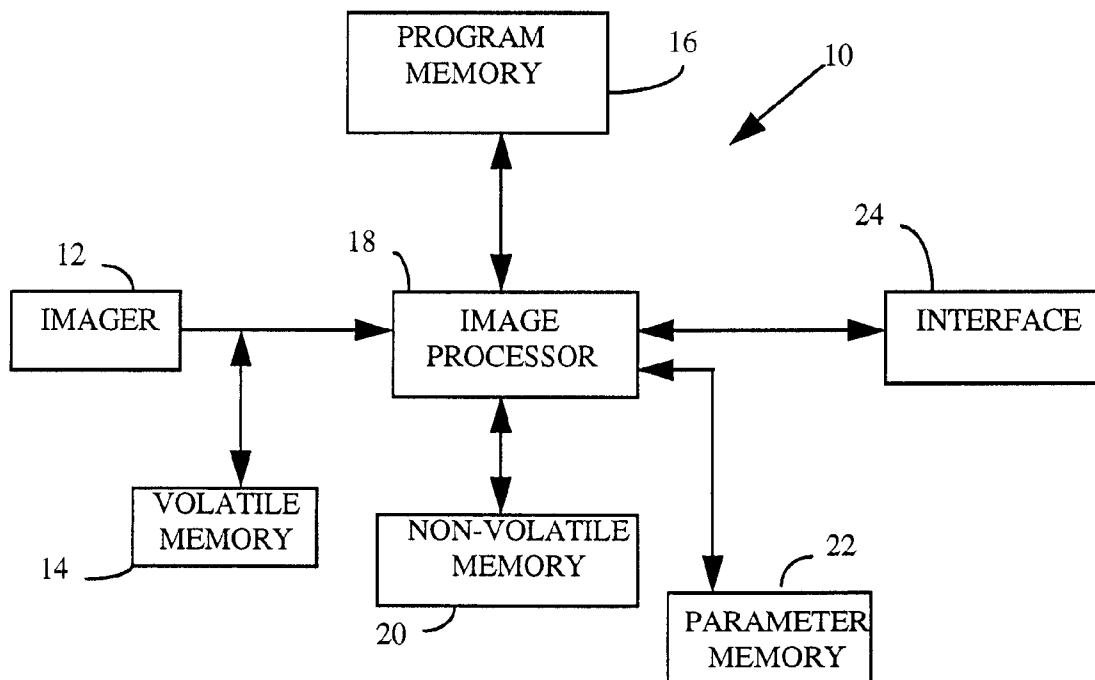 PROGRAM
MEMORY
16
10
12
IMAGER
18
IMAGE
PROCESSOR
24
INTERFACE
VOLATILE
MEMORY
14
NON-VOLATILE
MEMORY
20
22
PARAMETER
MEMORY